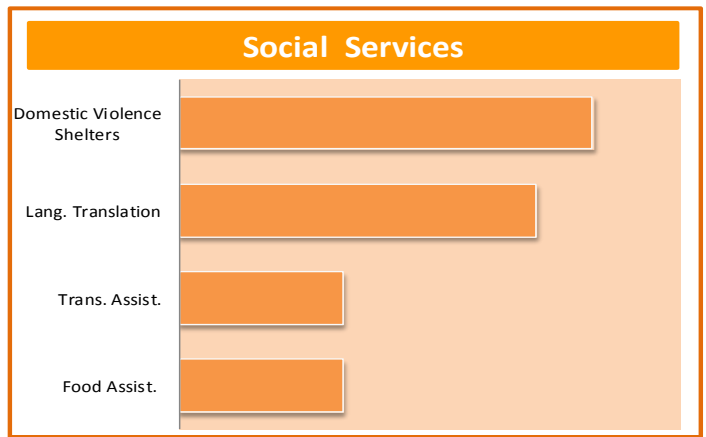 Social Services
Domestic Violence
Shelters
Lang. Translation
Trans. Assist.
Food Assist.